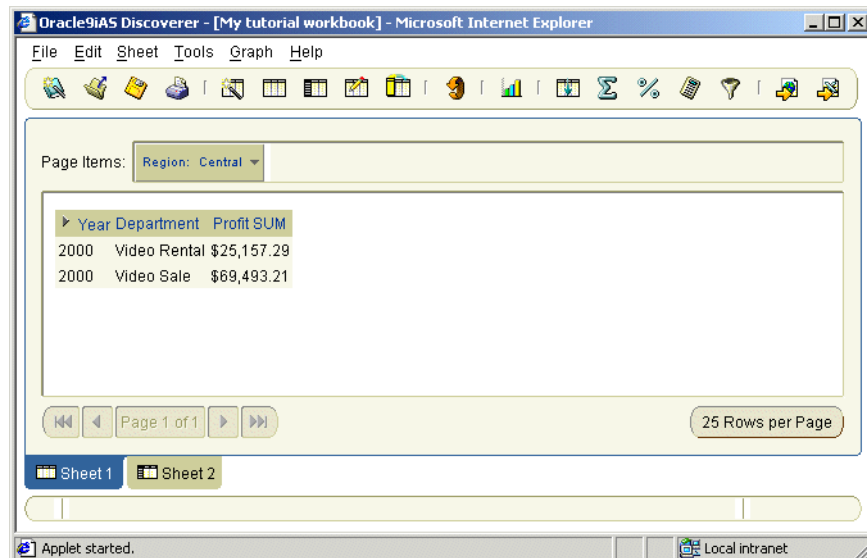 Oracle9iAS Discoverer - [My tutorial workbook] - Microsoft Internet Explorer
File Edit Sheet Tools Graph Help
Page Items: Region: Central
Year Department Profit SUM
2000 Video Rental $25,157.29
2000 Video Sale $69,493.21
Page 1 of 1
25 Rows per Page
Sheet 1 Sheet 2
Applet started. Local intranet